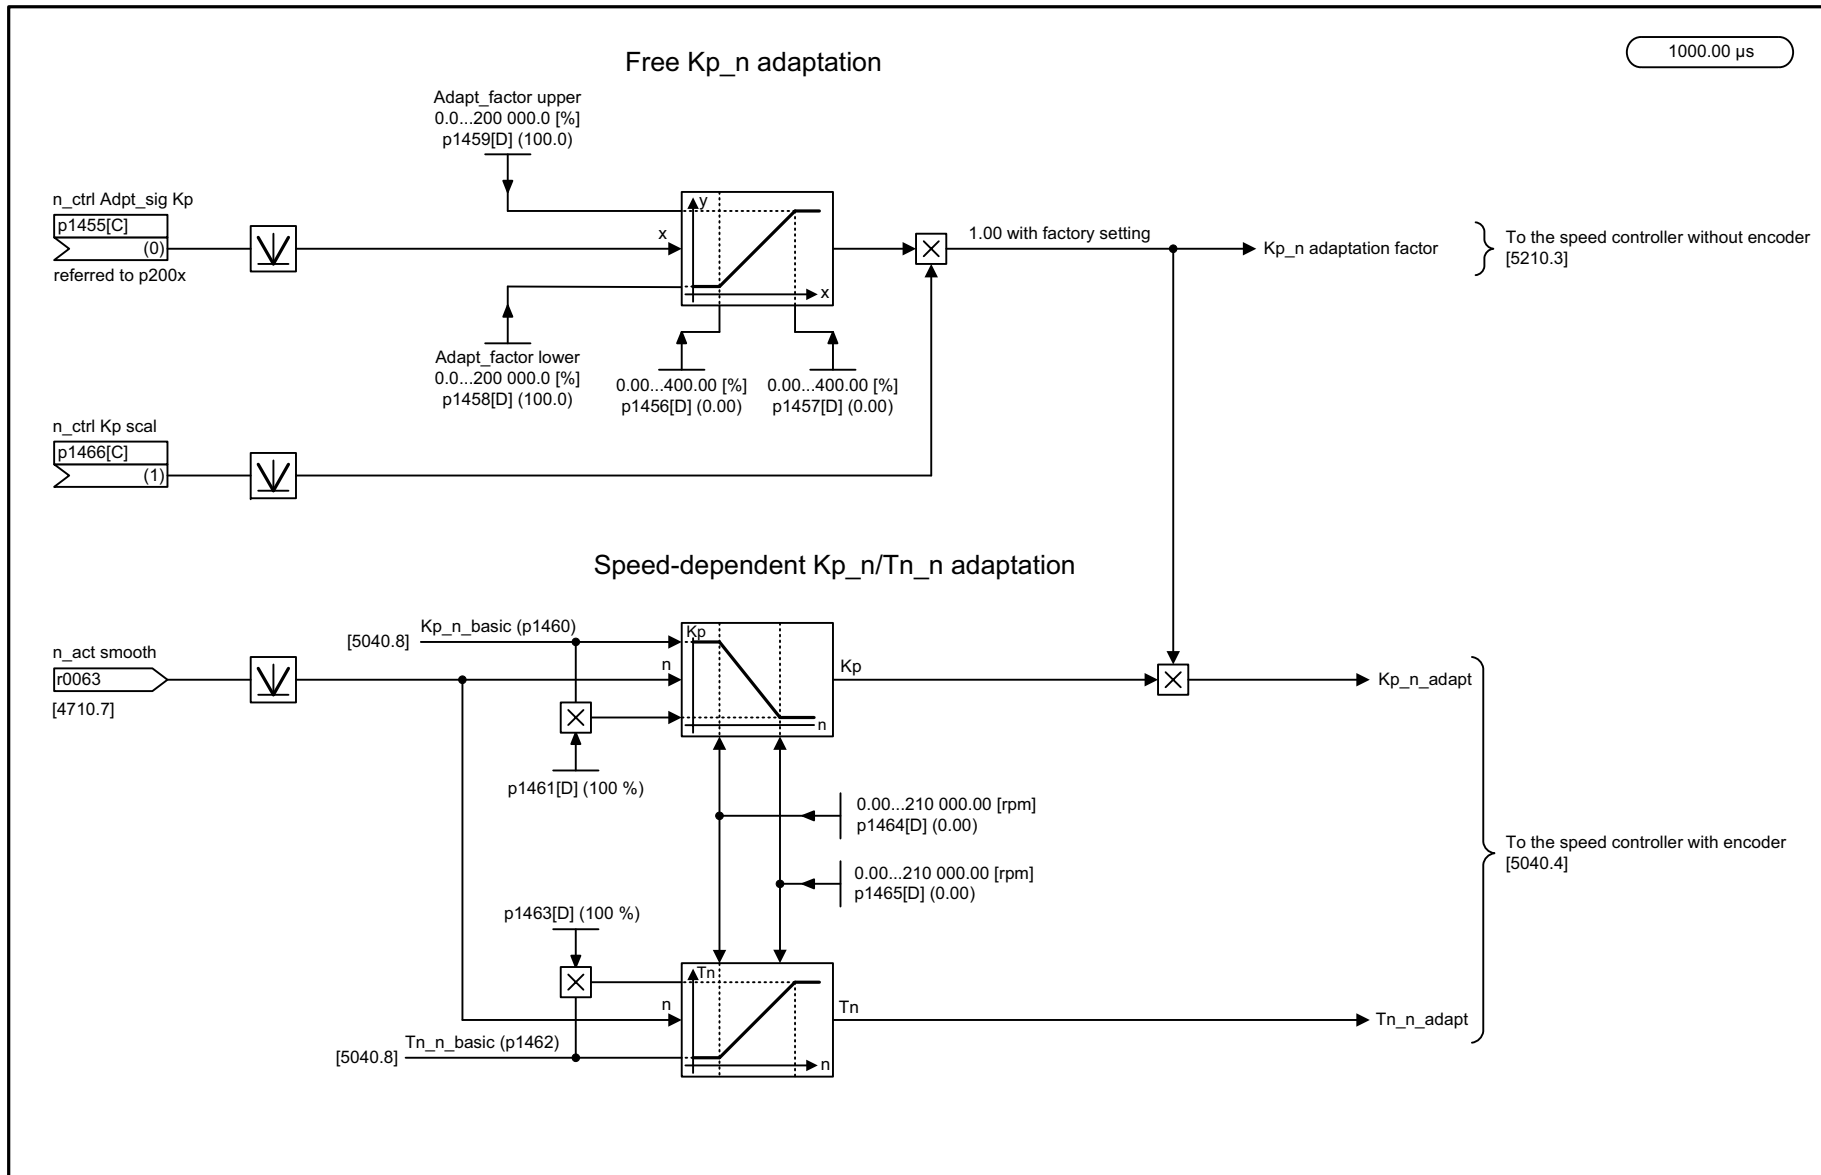 Free Kp_n adaptation
1000.00 µs
Adapt_factor upper
0.0...200 000.0 [%]
p1459[D] (100.0)
n_ctrl Adpt_sig Kp
p1455[C]
(0)
referred to p200x
y
x
x
1.00 with factory setting
Kp_n adaptation factor
To the speed controller without encoder
[5210.3]
Adapt_factor lower
0.0...200 000.0 [%]
p1458[D] (100.0)
0.00...400.00 [%]
p1456[D] (0.00)
0.00...400.00 [%]
p1457[D] (0.00)
n_ctrl Kp scal
p1466[C]
(1)
Speed-dependent Kp_n/Tn_n adaptation
[5040.8]
Kp_n_basic (p1460)
Kp
n
n
Kp
n_act smooth
r0063
[4710.7]
Kp_n_adapt
p1461[D] (100 %)
0.00...210 000.00 [rpm]
p1464[D] (0.00)
0.00...210 000.00 [rpm]
p1465[D] (0.00)
To the speed controller with encoder
[5040.4]
p1463[D] (100 %)
Tn
n
n
Tn
Tn_n_adapt
[5040.8]
Tn_n_basic (p1462)